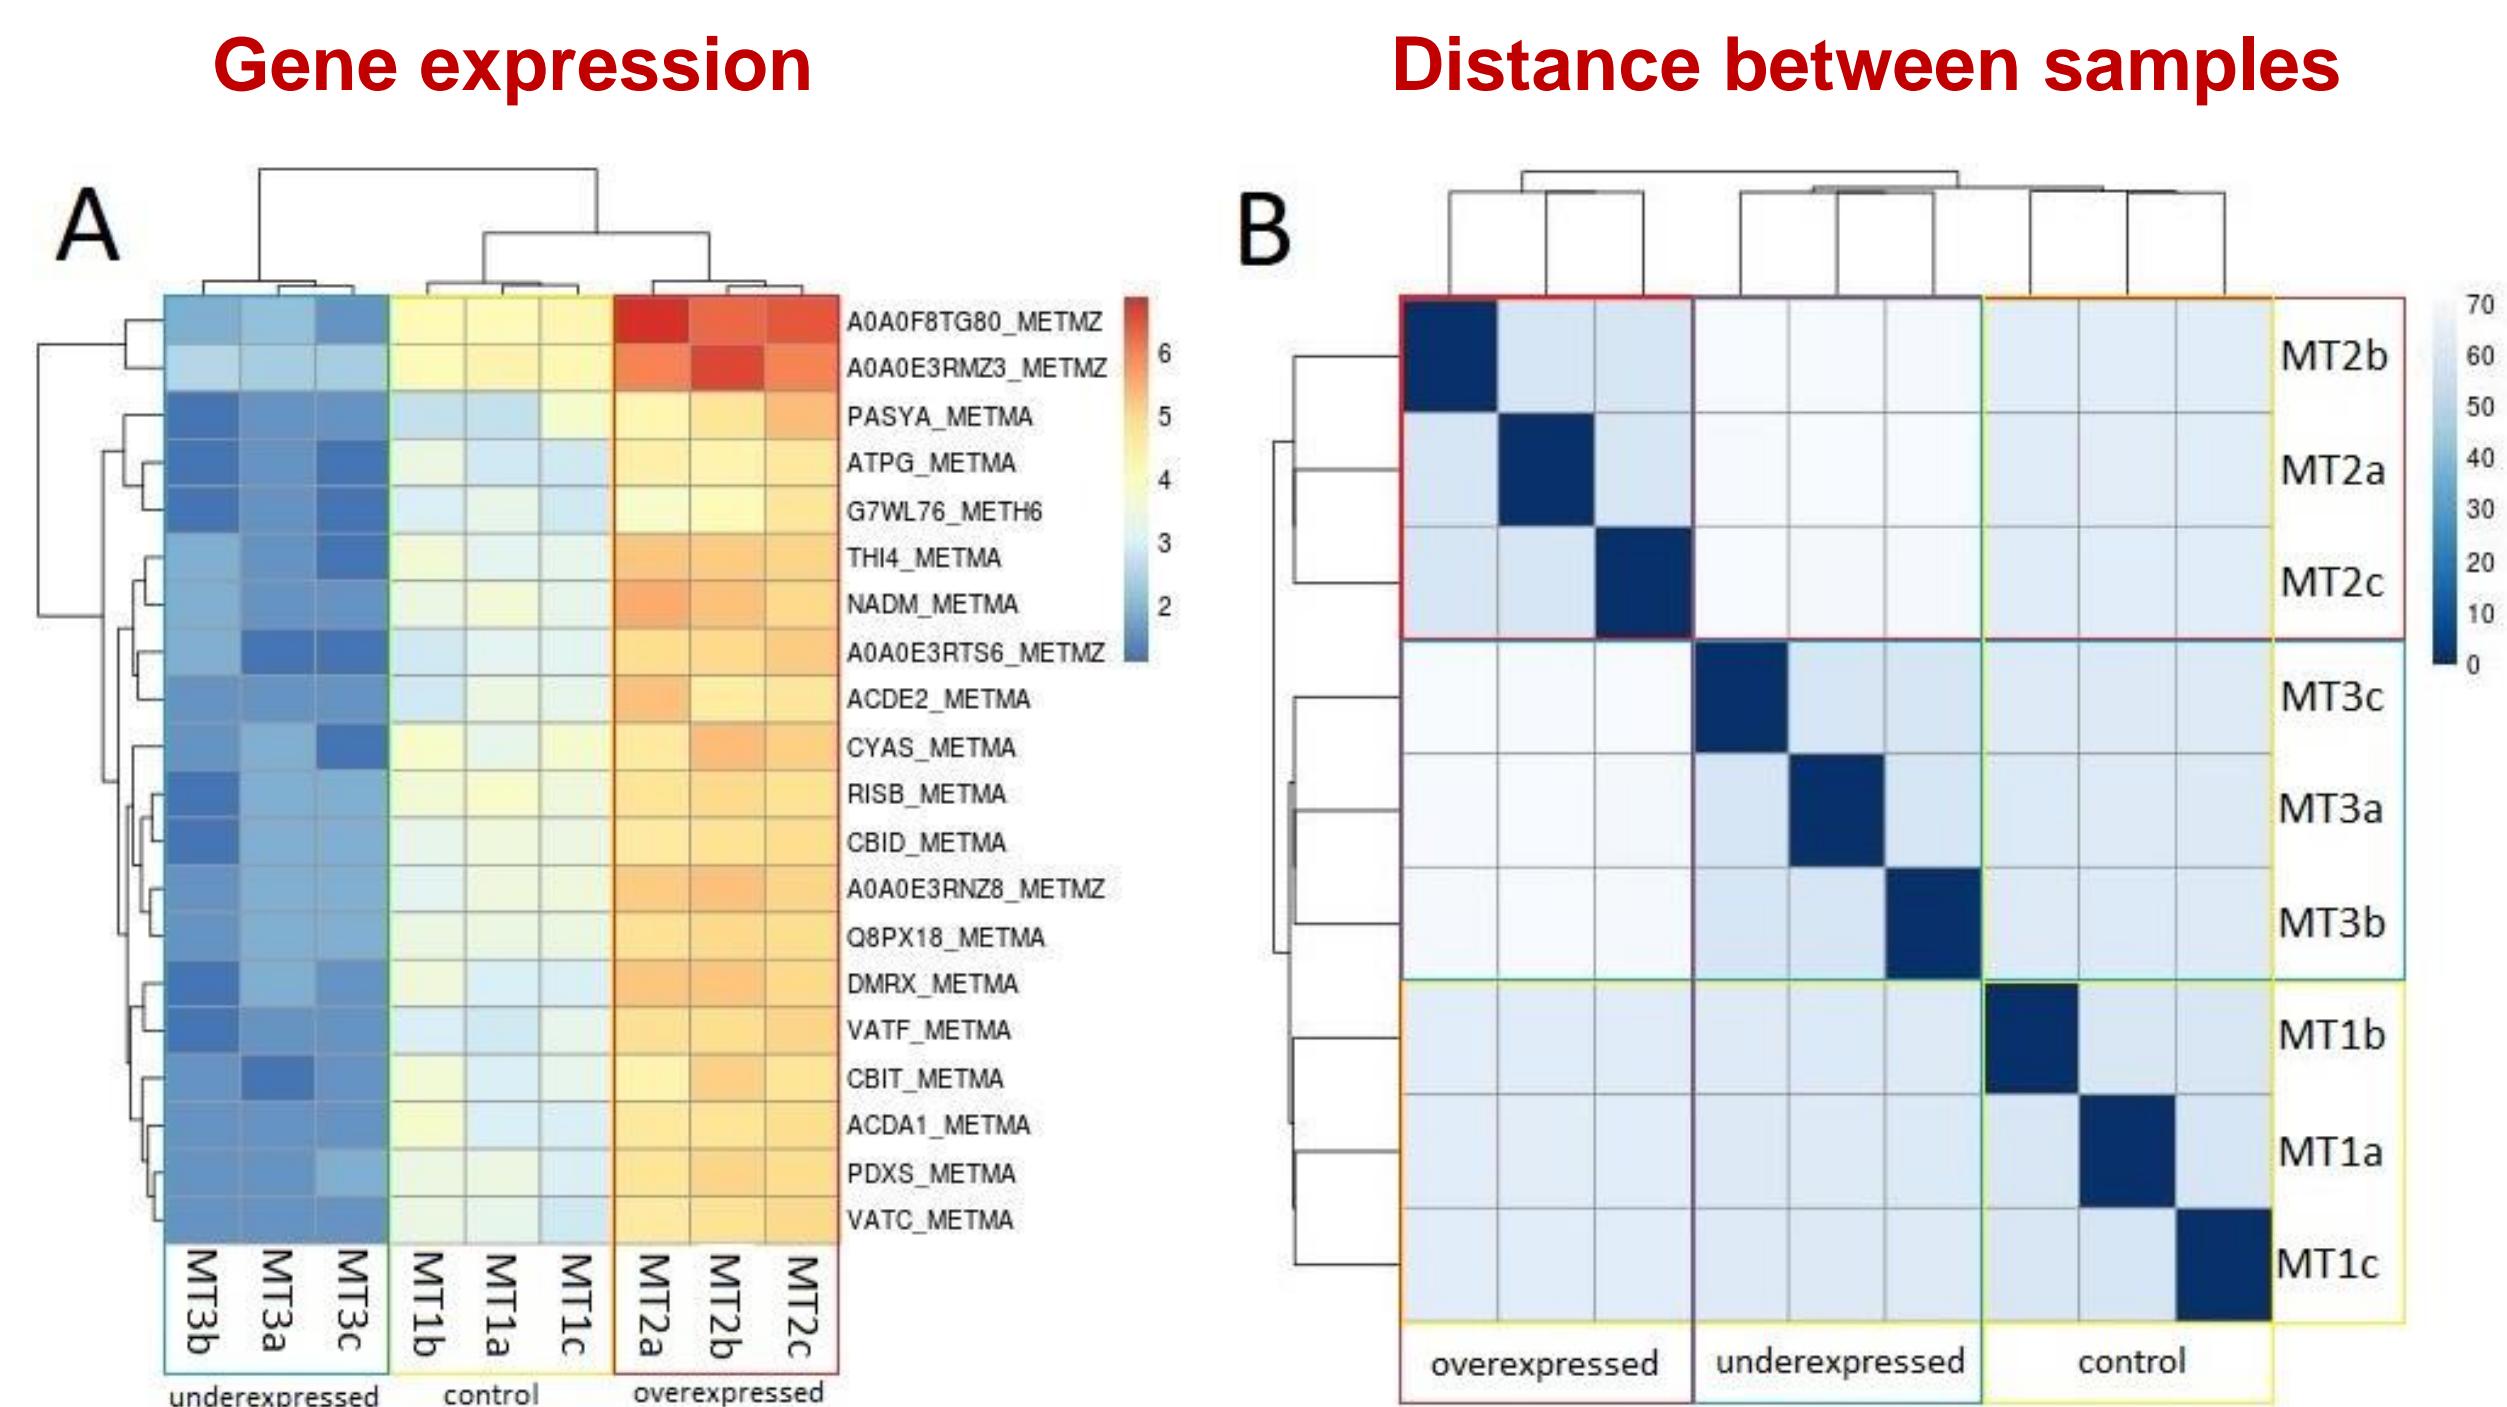 Gene expression
Distance between samples
A
A0A0F8TG80_METMZ
A0A0E3RMZ3_METMZ
PASYA_METMA
ATPG_METMA
G7WL76_METH6
THI4_METMA
NADM_METMA
A0A0E3RTS6_METMZ
ACDE2_METMA
CYAS_METMA
RISB_METMA
CBID_METMA
A0A0E3RNZ8_METMZ
Q8PX18_METMA
DMRX_METMA
VATF_METMA
CBIT_METMA
ACDA1_METMA
PDXS_METMA
VATC_METMA
6
5
4
3
2
MT3b
MT3a
MT3c
MT1b
MT1a
MT1c
MT2a
MT2b
MT2c
underexpressed
control
overexpressed
B
MT2b
MT2a
MT2c
MT3c
MT3a
MT3b
MT1b
MT1a
MT1c
70
60
50
40
30
20
10
0
overexpressed
underexpressed
control